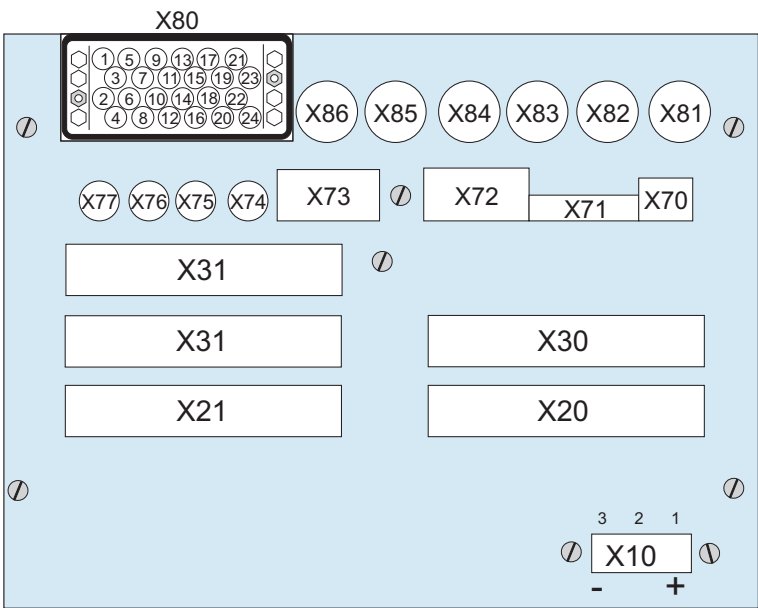 X80
1 5 9 13 17 21
3 7 11 15 19 23
2 6 10 14 18 22
4 8 12 16 20 24
X86 X85 X84 X83 X82 X81
X77 X76 X75 X74 X73 X72 X71 X70
X31
X31 X30
X21 X20
3 2 1
X10
- +